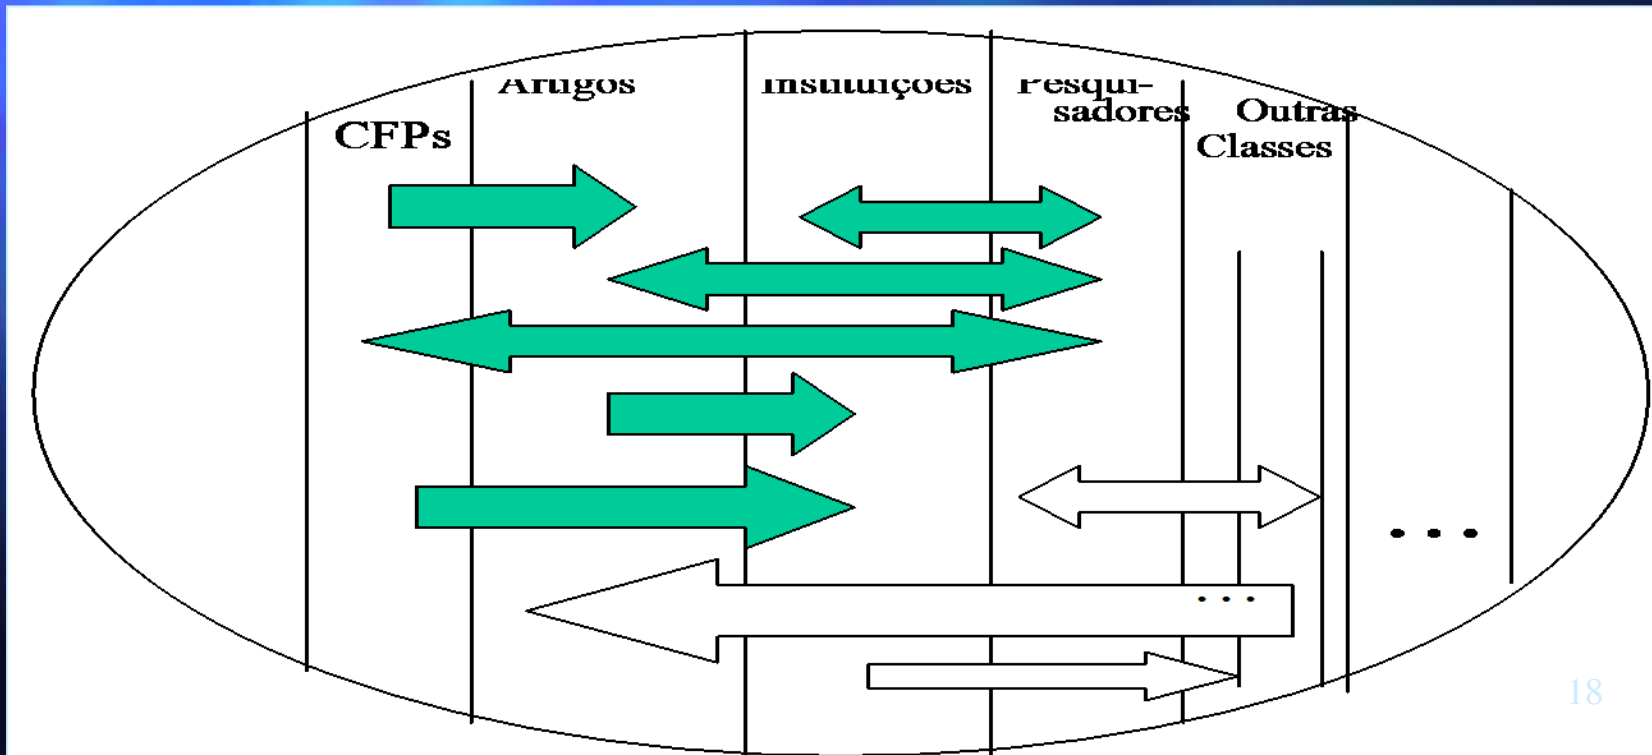 Artigos
Instituições
Pesqui-
sadores
Outras
Classes
CFPs
• • •
• • •
18